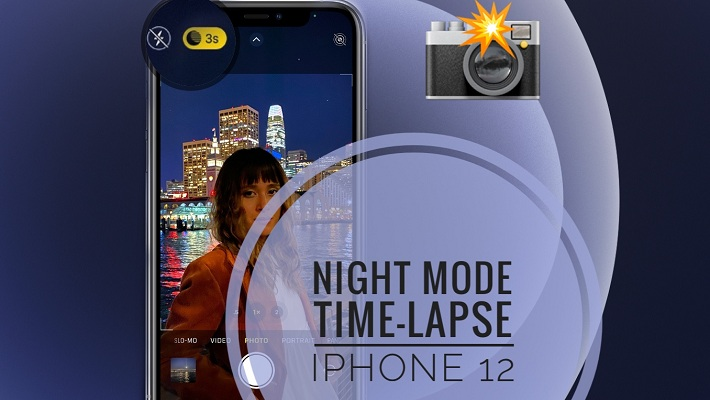 3s
SLO-MO VIDEO PHOTO PORTRAIT
NIGHT MODE
TIME-LAPSE
IPHONE 12